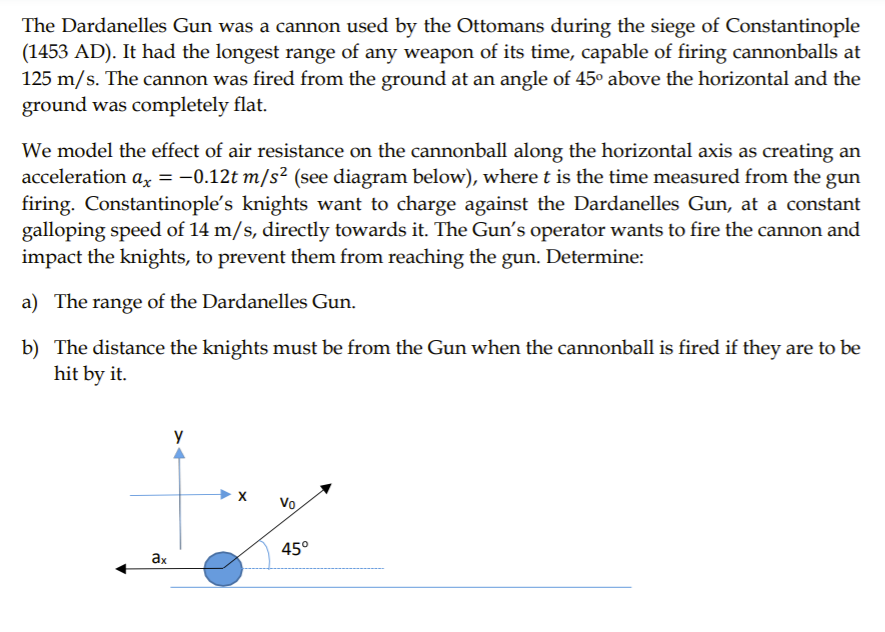 The Dardanelles Gun was a cannon used by the Ottomans during the siege of Constantinople
(1453 AD). It had the longest range of any weapon of its time, capable of firing cannonballs at
125 m/s. The cannon was fired from the ground at an angle of 45º above the horizontal and the
ground was completely flat.
We model the effect of air resistance on the cannonball along the horizontal axis as creating an
acceleration aₓ = −0.12t m/s² (see diagram below), where t is the time measured from the gun
firing. Constantinople's knights want to charge against the Dardanelles Gun, at a constant
galloping speed of 14 m/s, directly towards it. The Gun's operator wants to fire the cannon and
impact the knights, to prevent them from reaching the gun. Determine:
a) The range of the Dardanelles Gun.
b) The distance the knights must be from the Gun when the cannonball is fired if they are to be
hit by it.
y
x
V₀
45º
aₓ